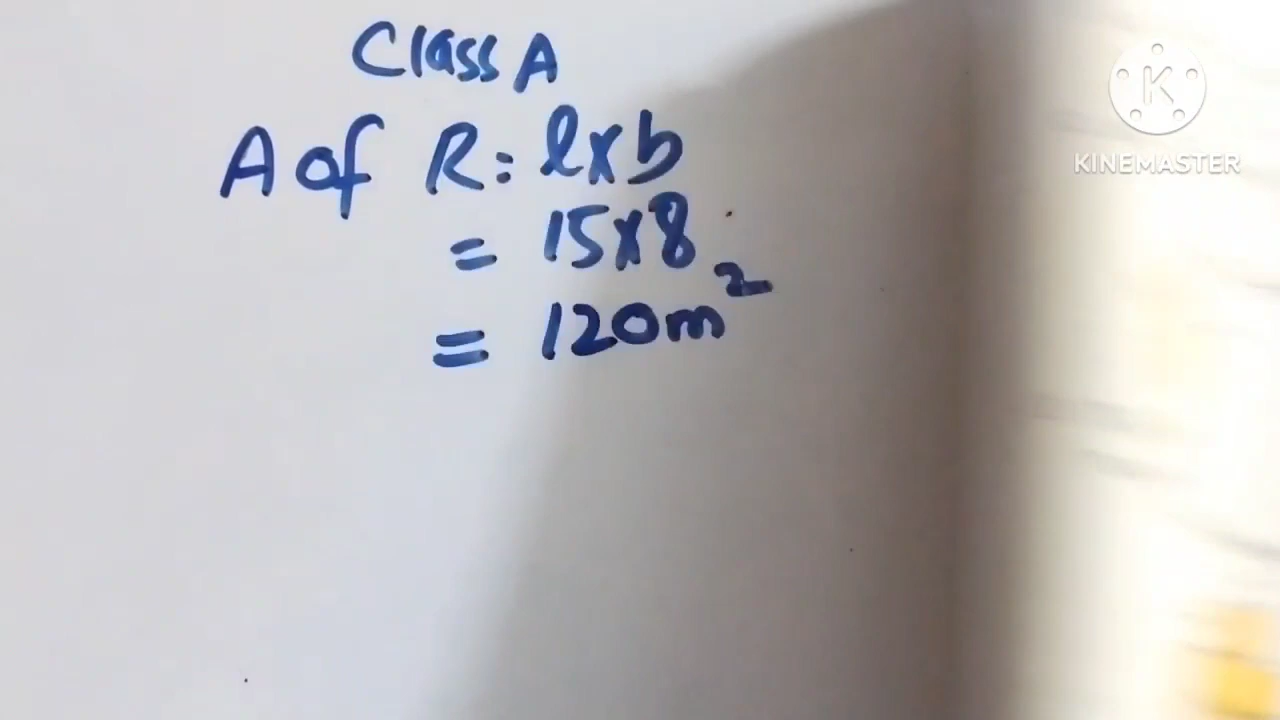 Class A
A of R = l×b
= 15×8
= 120m²
K
KINEMASTER